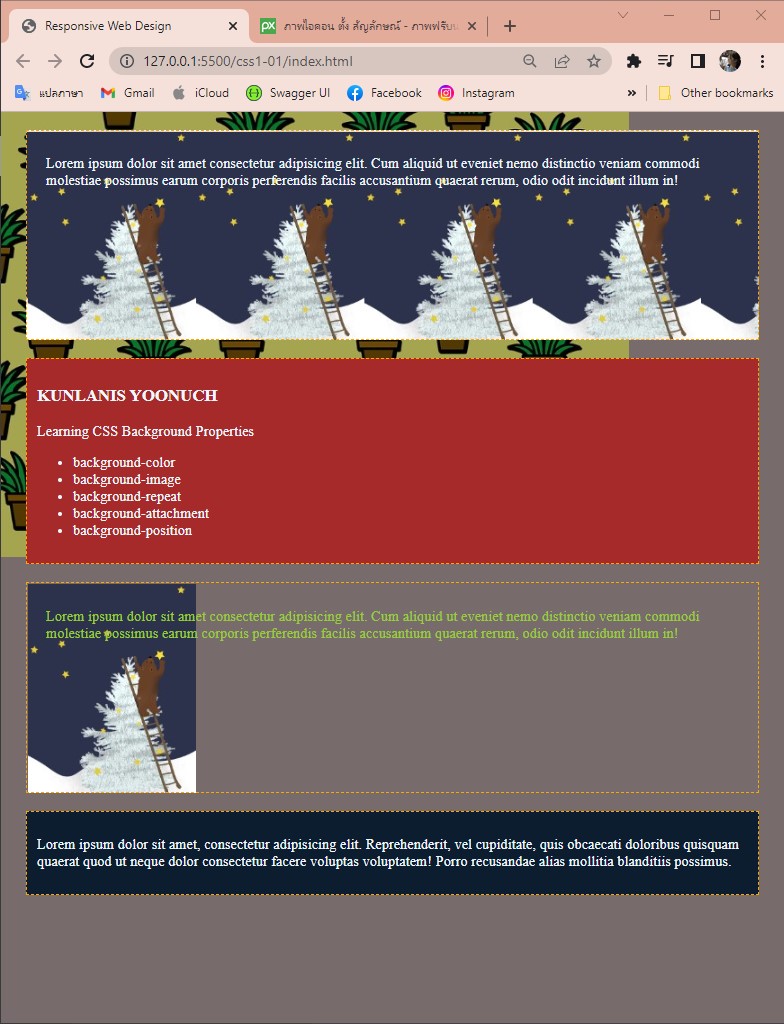 Responsive Web Design
ภาพไอคอน ตั้ง สัญลักษณ์ - ภาพฟรีบน
127.0.0.1:5500/css1-01/index.html
แปลภาษา Gmail iCloud Swagger UI Facebook Instagram » Other bookmarks
Lorem ipsum dolor sit amet consectetur adipisicing elit. Cum aliquid ut eveniet nemo distinctio veniam commodi
molestiae possimus earum corporis perferendis facilis accusantium quaerat rerum, odio odit incidunt illum in!
KUNLANIS YOONUCH
Learning CSS Background Properties
• background-color
• background-image
• background-repeat
• background-attachment
• background-position
Lorem ipsum dolor sit amet consectetur adipisicing elit. Cum aliquid ut eveniet nemo distinctio veniam commodi
molestiae possimus earum corporis perferendis facilis accusantium quaerat rerum, odio odit incidunt illum in!
Lorem ipsum dolor sit amet, consectetur adipisicing elit. Reprehenderit, vel cupiditate, quis obcaecati doloribus quisquam
quaerat quod ut neque dolor consectetur facere voluptas voluptatem! Porro recusandae alias mollitia blanditiis possimus.